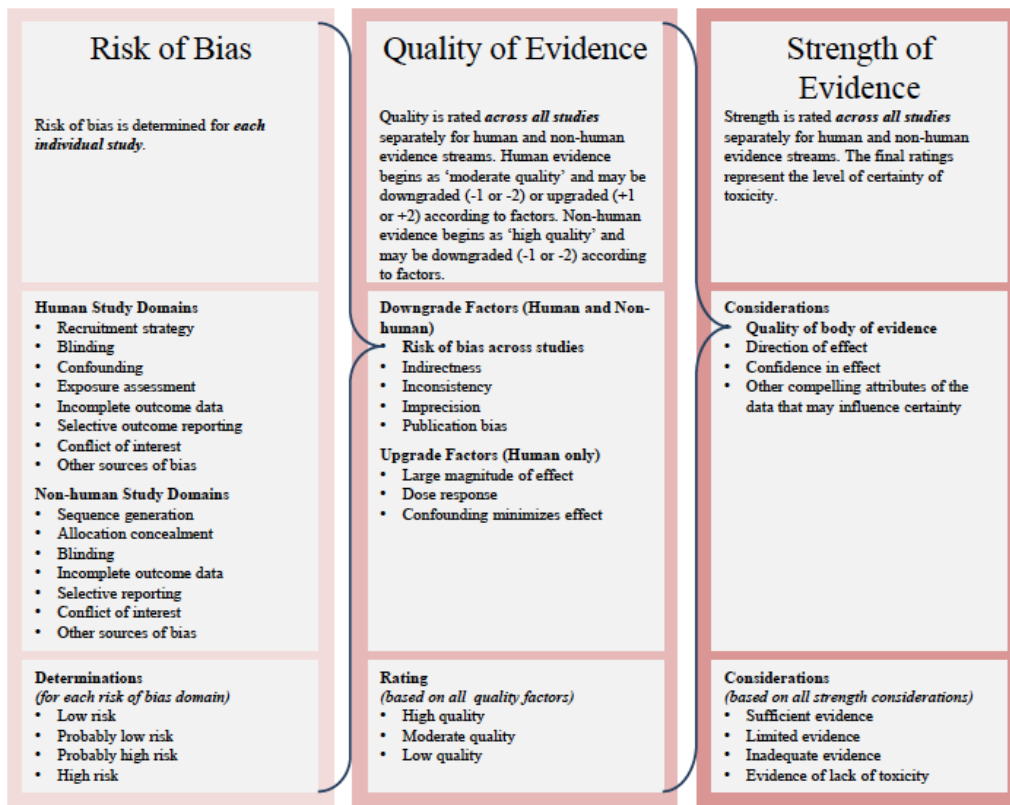 Risk of Bias
Risk of bias is determined for each
individual study.
Human Study Domains
• Recruitment strategy
• Blinding
• Confounding
• Exposure assessment
• Incomplete outcome data
• Selective outcome reporting
• Conflict of interest
• Other sources of bias
Non-human Study Domains
• Sequence generation
• Allocation concealment
• Blinding
• Incomplete outcome data
• Selective reporting
• Conflict of interest
• Other sources of bias
Determinations
(for each risk of bias domain)
• Low risk
• Probably low risk
• Probably high risk
• High risk
Quality of Evidence
Quality is rated across all studies
separately for human and non-human
evidence streams. Human evidence
begins as ‘moderate quality’ and may be
downgraded (-1 or -2) or upgraded (+1
or +2) according to factors. Non-human
evidence begins as ‘high quality’ and
may be downgraded (-1 or -2) according
to factors.
Downgrade Factors (Human and Non-
human)
• Risk of bias across studies
• Indirectness
• Inconsistency
• Imprecision
• Publication bias
Upgrade Factors (Human only)
• Large magnitude of effect
• Dose response
• Confounding minimizes effect
Rating
(based on all quality factors)
• High quality
• Moderate quality
• Low quality
Strength of
Evidence
Strength is rated across all studies
separately for human and non-human
evidence streams. The final ratings
represent the level of certainty of
toxicity.
Considerations
• Quality of body of evidence
• Direction of effect
• Confidence in effect
• Other compelling attributes of the
data that may influence certainty
Considerations
(based on all strength considerations)
• Sufficient evidence
• Limited evidence
• Inadequate evidence
• Evidence of lack of toxicity